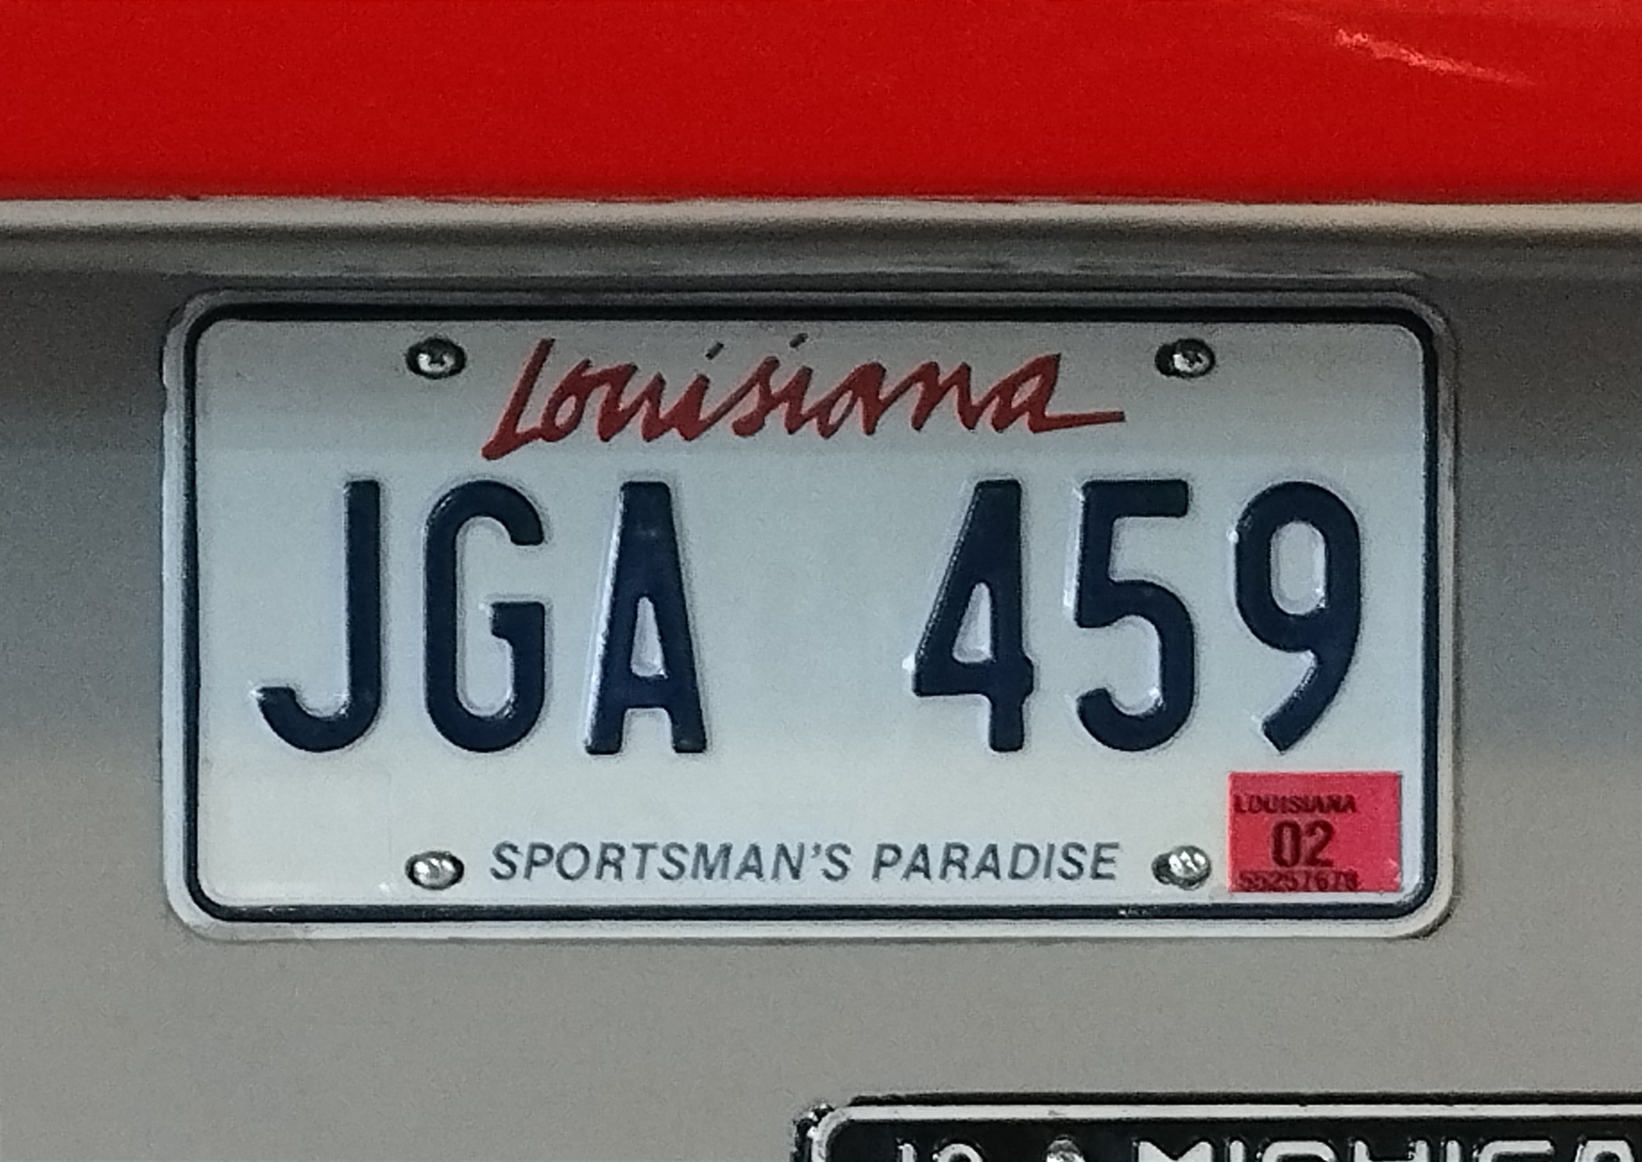 Louisiana
JGA 459
SPORTSMAN'S PARADISE
LOUISIANA
02
55257678